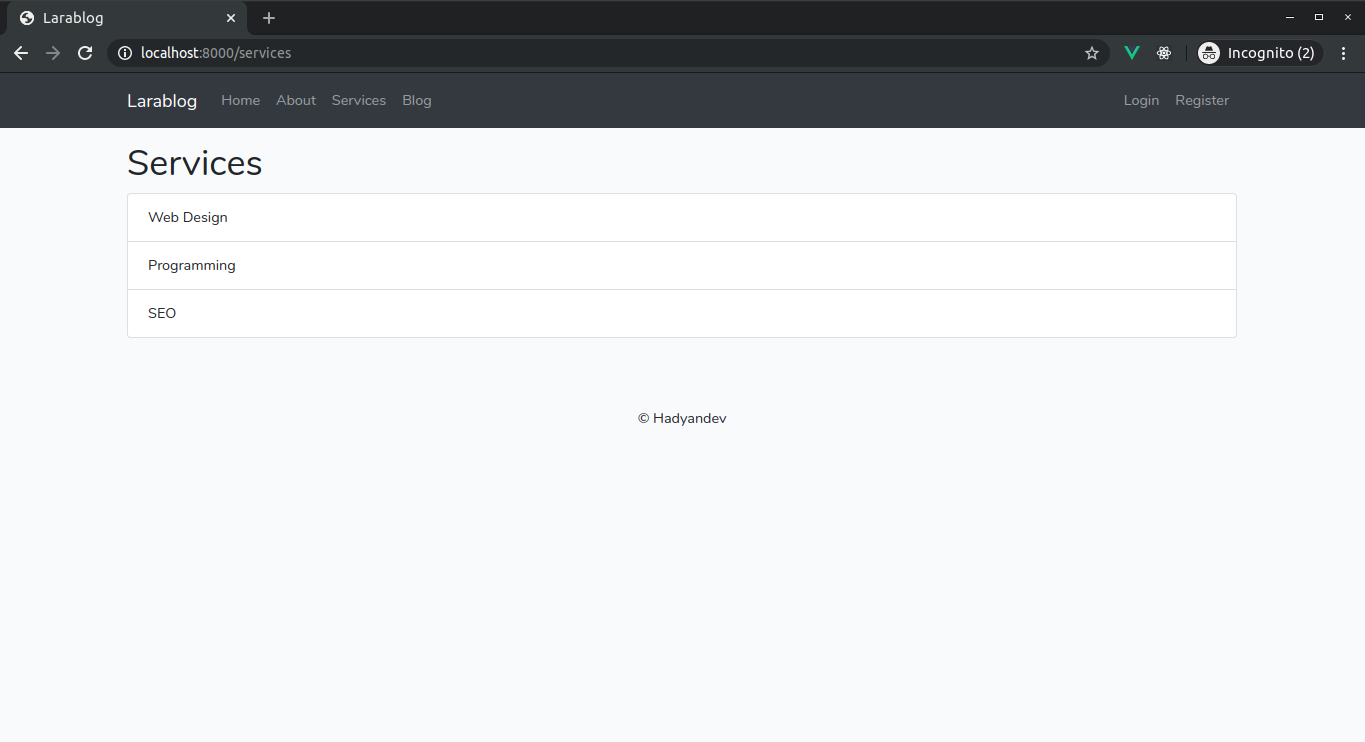 Larablog
localhost:8000/services
Incognito (2)
Larablog Home About Services Blog Login Register
Services
Web Design
Programming
SEO
© Hadyandev